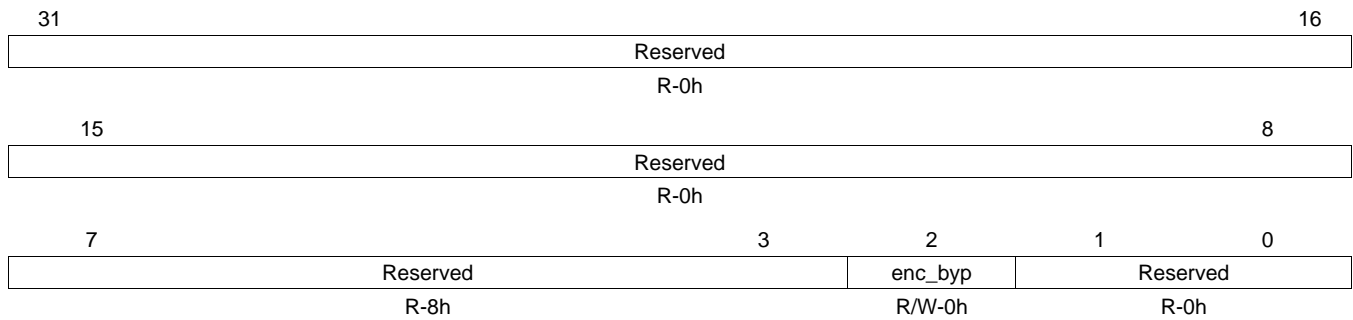 31 16
Reserved
R-0h
15 8
Reserved
R-0h
7 3 2 1 0
Reserved enc_byp Reserved
R-8h R/W-0h R-0h